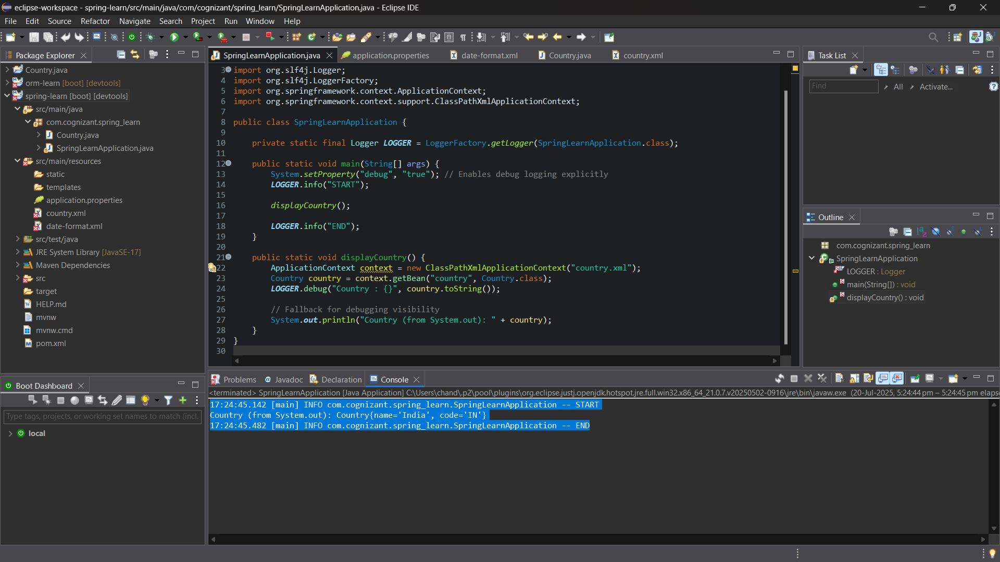 eclipse-workspace - spring-learn/src/main/java/com/cognizant/spring_learn/SpringLearnApplication.java - Eclipse IDE
File Edit Source Refactor Navigate Search Project Run Window Help
Package Explorer
Country.java
orm-learn [boot] [devtools]
spring-learn [boot] [devtools]
src/main/java
com.cognizant.spring_learn
Country.java
SpringLearnApplication.java
src/main/resources
static
templates
application.properties
country.xml
date-format.xml
src/test/java
JRE System Library [JavaSE-17]
Maven Dependencies
src
target
HELP.md
mvnw
mvnw.cmd
pom.xml
Boot Dashboard
Type tags, projects, or working set names to match (incl.
local
SpringLearnApplication.java application.properties date-format.xml Country.java country.xml
3 import org.slf4j.Logger;
4 import org.slf4j.LoggerFactory;
5 import org.springframework.context.ApplicationContext;
6 import org.springframework.context.support.ClassPathXmlApplicationContext;
7
8 public class SpringLearnApplication {
9
10 private static final Logger LOGGER = LoggerFactory.getLogger(SpringLearnApplication.class);
11
12 public static void main(String[] args) {
13 System.setProperty("debug", "true"); // Enables debug logging explicitly
14 LOGGER.info("START");
15
16 displayCountry();
17
18 LOGGER.info("END");
19 }
20
21 public static void displayCountry() {
22 ApplicationContext context = new ClassPathXmlApplicationContext("country.xml");
23 Country country = context.getBean("country", Country.class);
24 LOGGER.debug("Country : {}", country.toString());
25
26 // Fallback for debugging visibility
27 System.out.println("Country (from System.out): " + country);
28 }
29 }
30
Problems Javadoc Declaration Console
<terminated> SpringLearnApplication [Java Application] C:\Users\chand\.p2\pool\plugins\org.eclipse.justj.openjdk.hotspot.jre.full.win32.x86_64_21.0.7.v20250502-0916\jre\bin\javaw.exe (20-Jul-2025, 5:24:44 pm – 5:24:45 pm elapse
17:24:45.142 [main] INFO com.cognizant.spring_learn.SpringLearnApplication -- START
Country (from System.out): Country{name='India', code='IN'}
17:24:45.482 [main] INFO com.cognizant.spring_learn.SpringLearnApplication -- END
Task List
Find All Activate...
Outline
com.cognizant.spring_learn
SpringLearnApplication
LOGGER : Logger
main(String[]) : void
displayCountry() : void